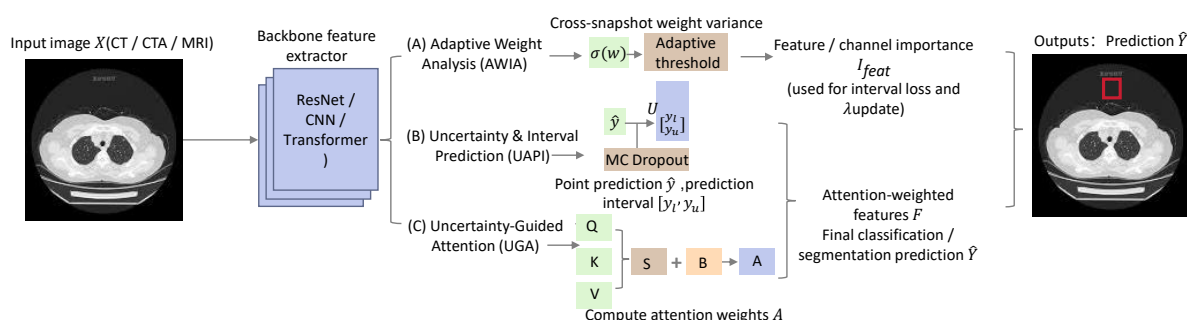 Input image X(CT / CTA / MRI)
Backbone feature
extractor
ResNet /
CNN /
Transformer
)
(A) Adaptive Weight
Analysis (AWIA)
Cross-snapshot weight variance
σ(w)
Adaptive
threshold
Feature / channel importance
I_feat
(used for interval loss and
λupdate)
(B) Uncertainty & Interval
Prediction (UAPI)
ŷ
U
[y_l
y_u]
MC Dropout
Point prediction ŷ ,prediction
interval [y_l, y_u]
(C) Uncertainty-Guided
Attention (UGA)
Q
K
V
S
+
B
A
Compute attention weights A
Attention-weighted
features F
Final classification /
segmentation prediction Ŷ
Outputs: Prediction Ŷ